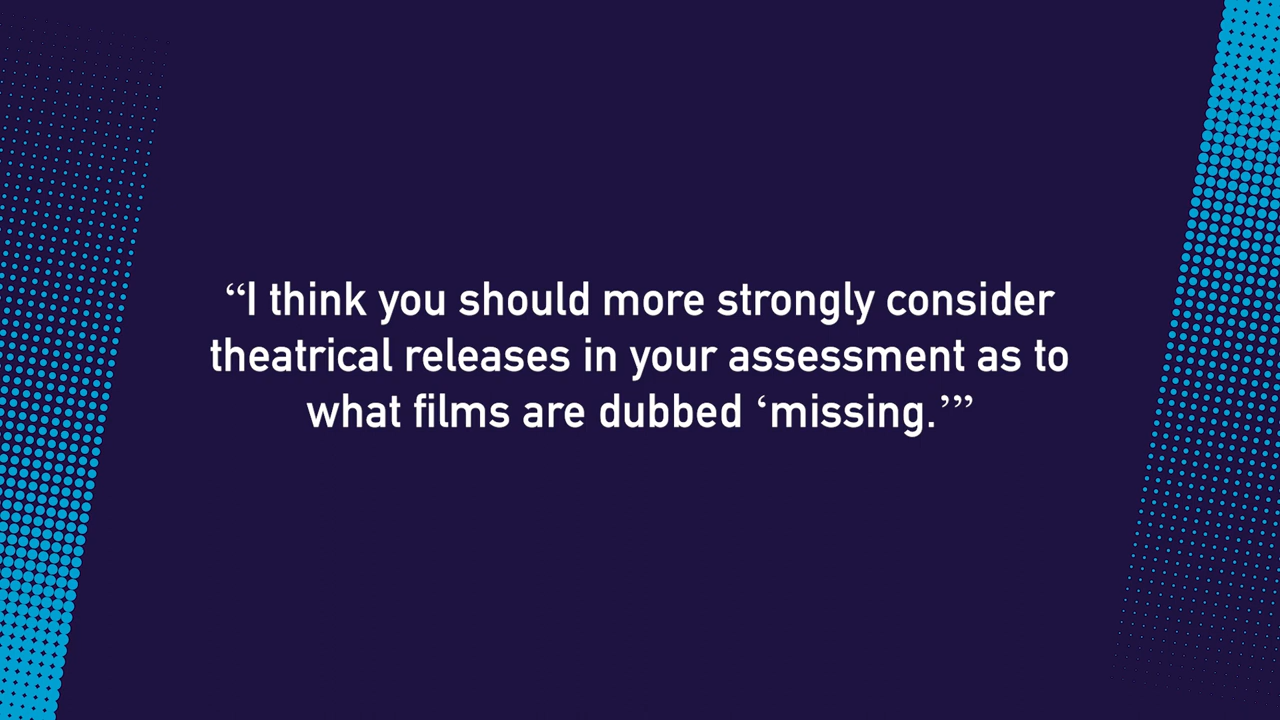 “I think you should more strongly consider
theatrical releases in your assessment as to
what films are dubbed ‘missing.’”